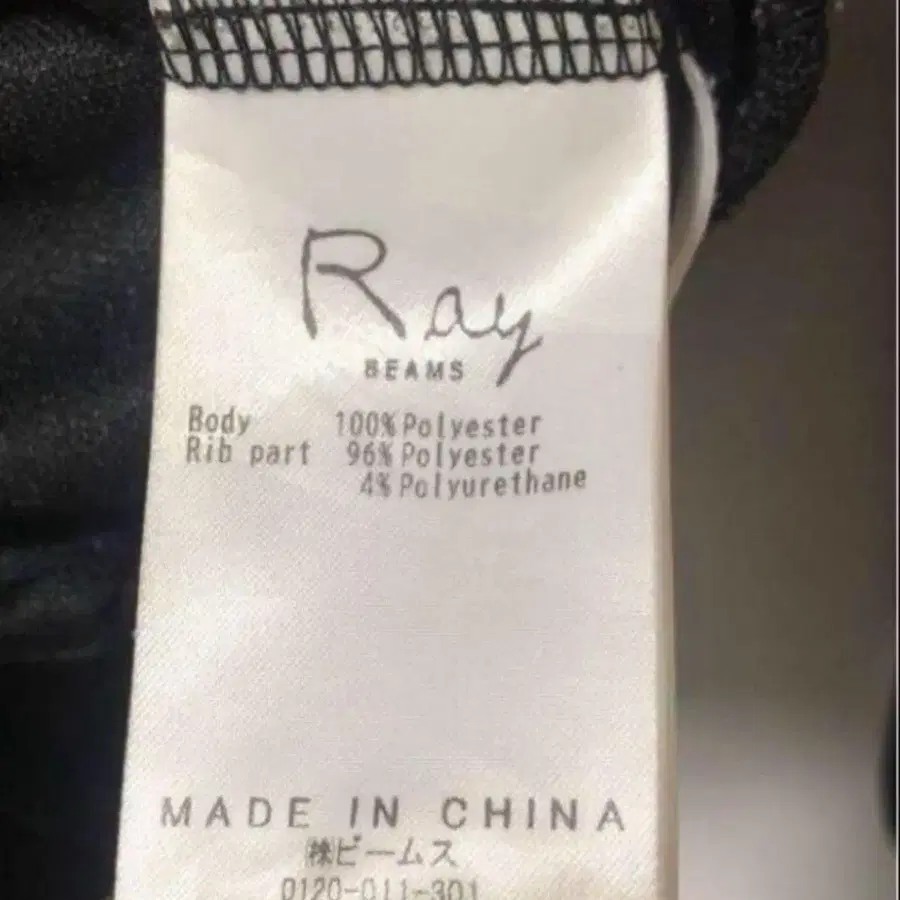 Ray
BEAMS
Body 100% Polyester
Rib part 96% Polyester
4% Polyurethane
MADE IN CHINA
㈱ビームス
0120-011-301